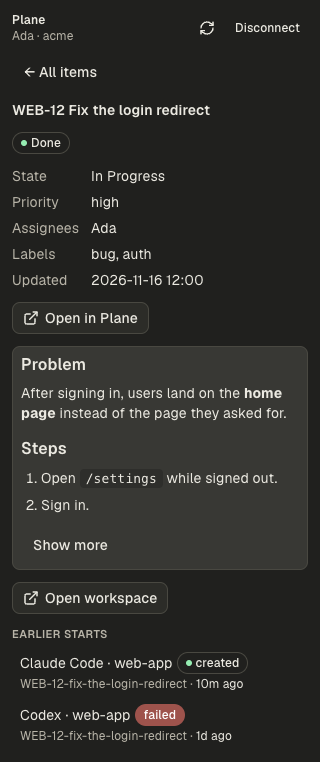 Plane
Ada · acme
Disconnect
← All items
WEB-12 Fix the login redirect
Done
State In Progress
Priority high
Assignees Ada
Labels bug, auth
Updated 2026-11-16 12:00
Open in Plane
Problem
After signing in, users land on the home
page instead of the page they asked for.
Steps
1. Open /settings while signed out.
2. Sign in.
Show more
Open workspace
EARLIER STARTS
Claude Code · web-app created
WEB-12-fix-the-login-redirect · 10m ago
Codex · web-app failed
WEB-12-fix-the-login-redirect · 1d ago